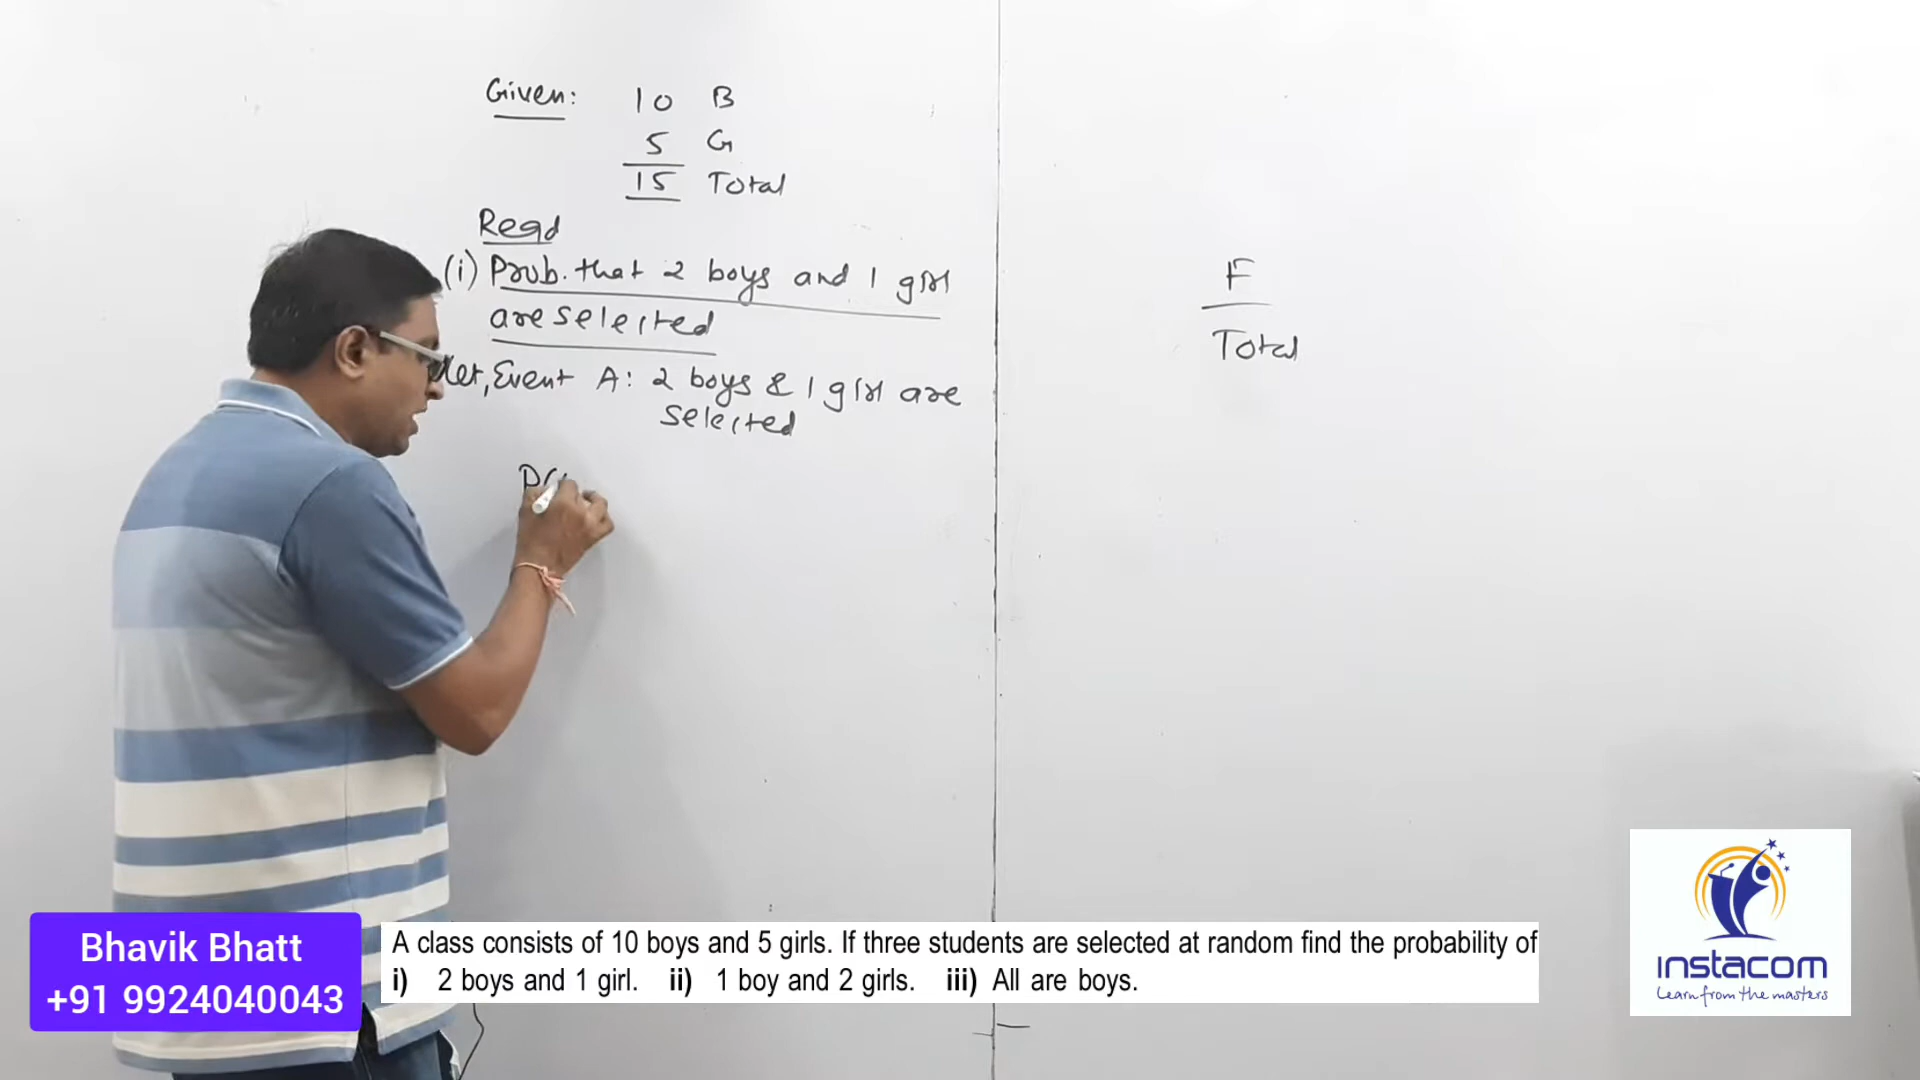 Given: 10 B
5 G
15 Total
Reqd
(i) Prob. that 2 boys and 1 girl
are selected
Let, Event A: 2 boys & 1 girl are
selected
P(
F
Total
Bhavik Bhatt
+91 9924040043
A class consists of 10 boys and 5 girls. If three students are selected at random find the probability of
i) 2 boys and 1 girl. ii) 1 boy and 2 girls. iii) All are boys.
instacom
Learn from the masters